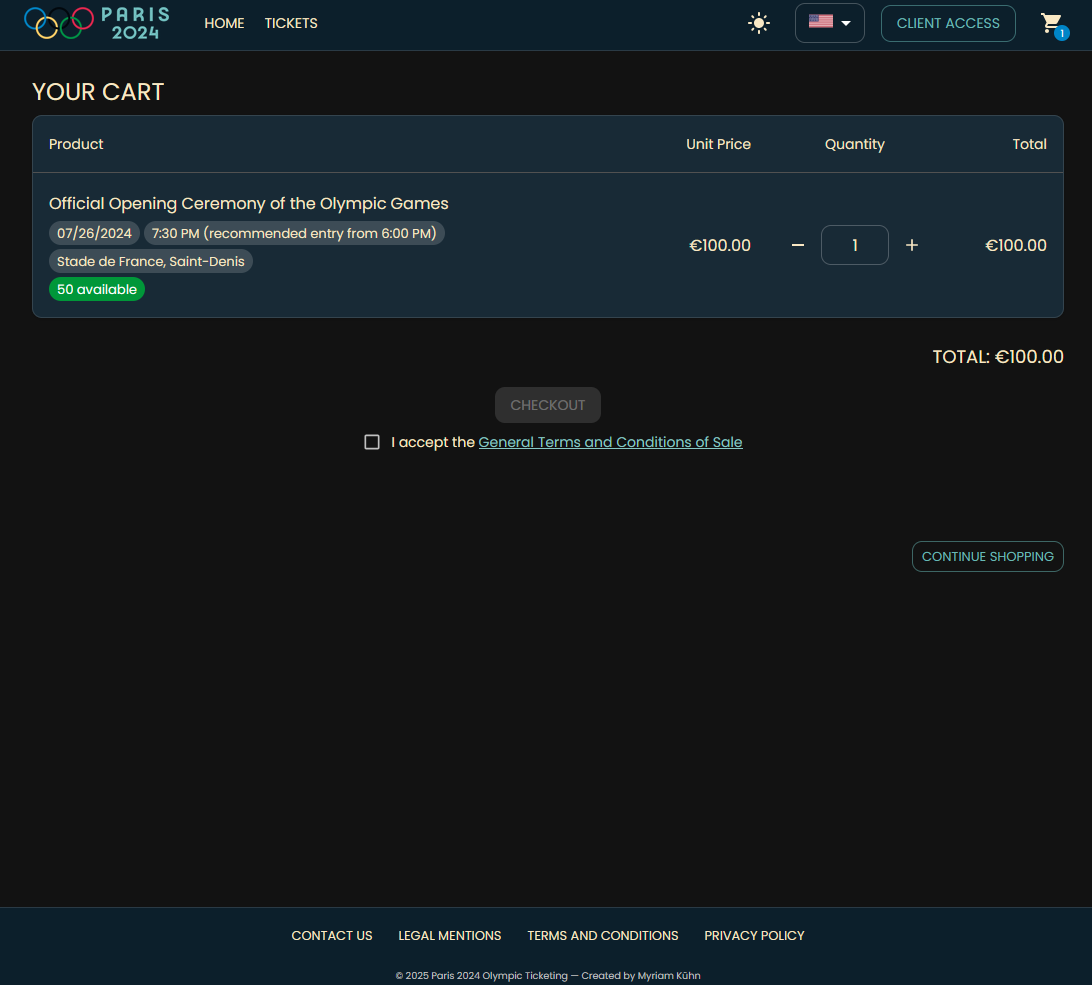 PARIS
2024
HOME TICKETS
CLIENT ACCESS
1
YOUR CART
Product Unit Price Quantity Total
Official Opening Ceremony of the Olympic Games
07/26/2024 7:30 PM (recommended entry from 6:00 PM)
Stade de France, Saint-Denis
50 available
€100.00 − 1 + €100.00
TOTAL: €100.00
CHECKOUT
I accept the General Terms and Conditions of Sale
CONTINUE SHOPPING
CONTACT US LEGAL MENTIONS TERMS AND CONDITIONS PRIVACY POLICY
© 2025 Paris 2024 Olympic Ticketing — Created by Myriam Kühn